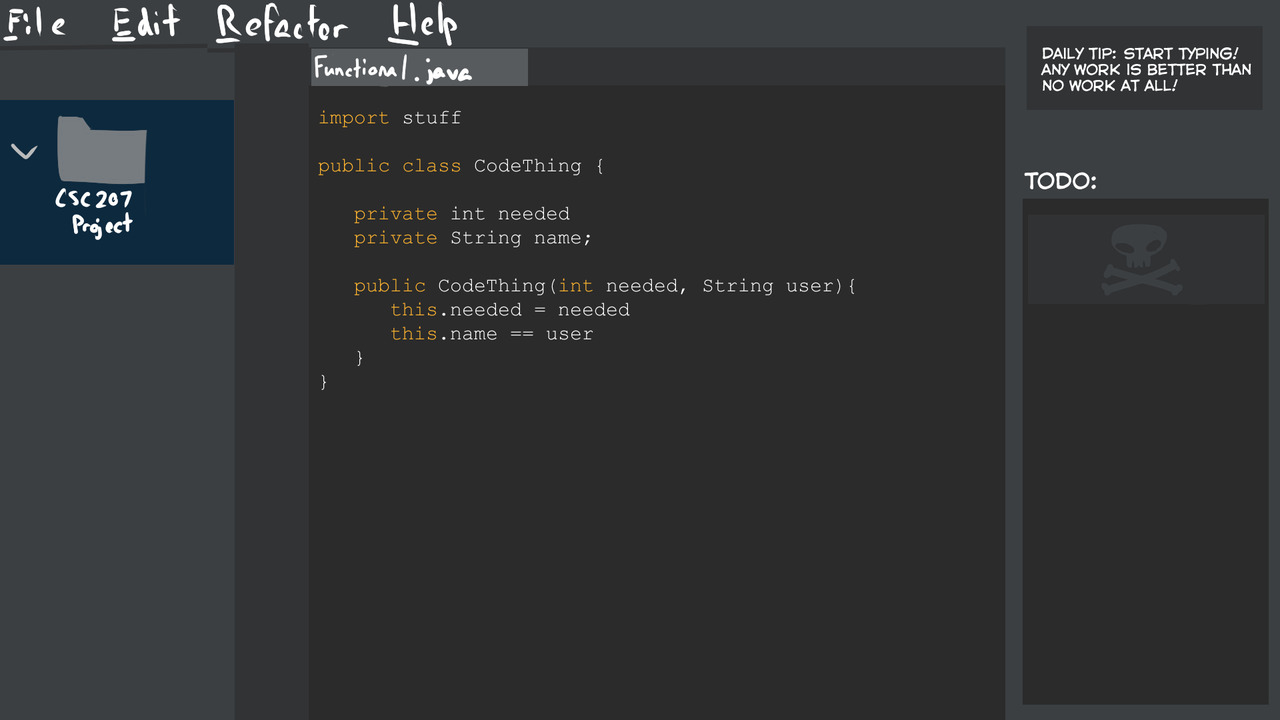 File Edit Refactor Help
Functional.java
CSC207
Project
import stuff
public class CodeThing {
private int needed
private String name;
public CodeThing(int needed, String user){
this.needed = needed
this.name == user
}
}
DAILY TIP: START TYPING!
ANY WORK IS BETTER THAN
NO WORK AT ALL!
TODO: